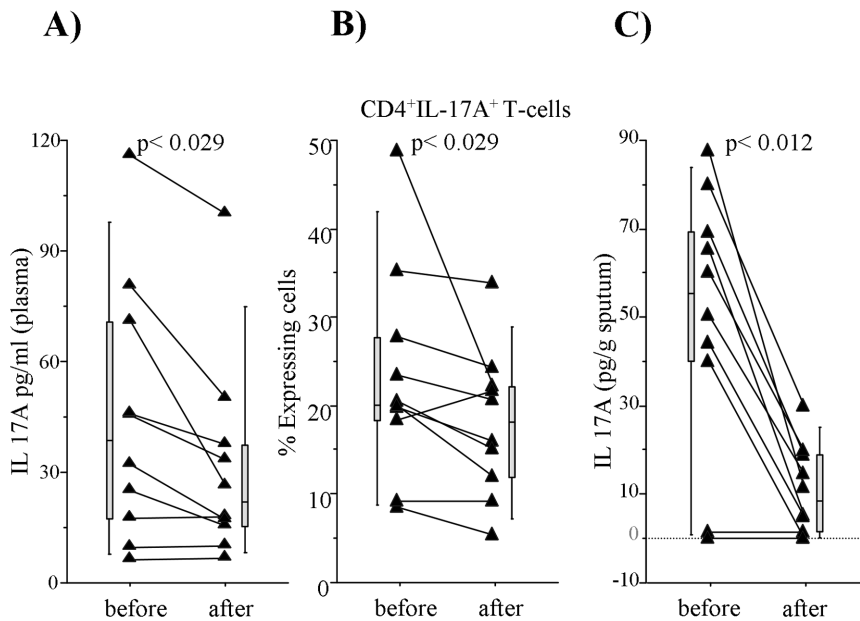 A)
B)
C)
CD4+IL-17A+ T-cells
p< 0.029
p< 0.029
p< 0.012
IL 17A pg/ml (plasma)
120
90
60
30
0
before after
% Expressing cells
50
40
30
20
10
0
before after
IL 17A (pg/g sputum)
90
70
50
30
10
0
-10
before after